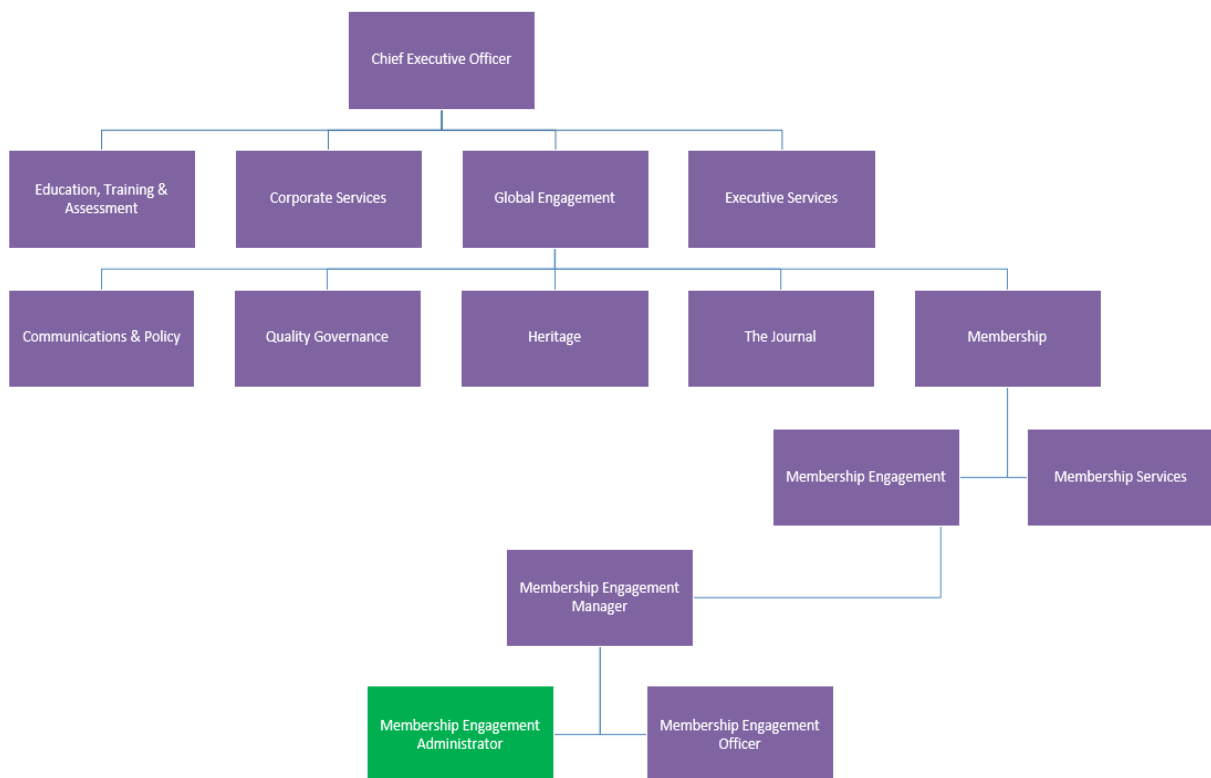 Chief Executive Officer
Education, Training &
Assessment
Corporate Services
Global Engagement
Executive Services
Communications & Policy
Quality Governance
Heritage
The Journal
Membership
Membership Engagement
Membership Services
Membership Engagement
Manager
Membership Engagement
Administrator
Membership Engagement
Officer